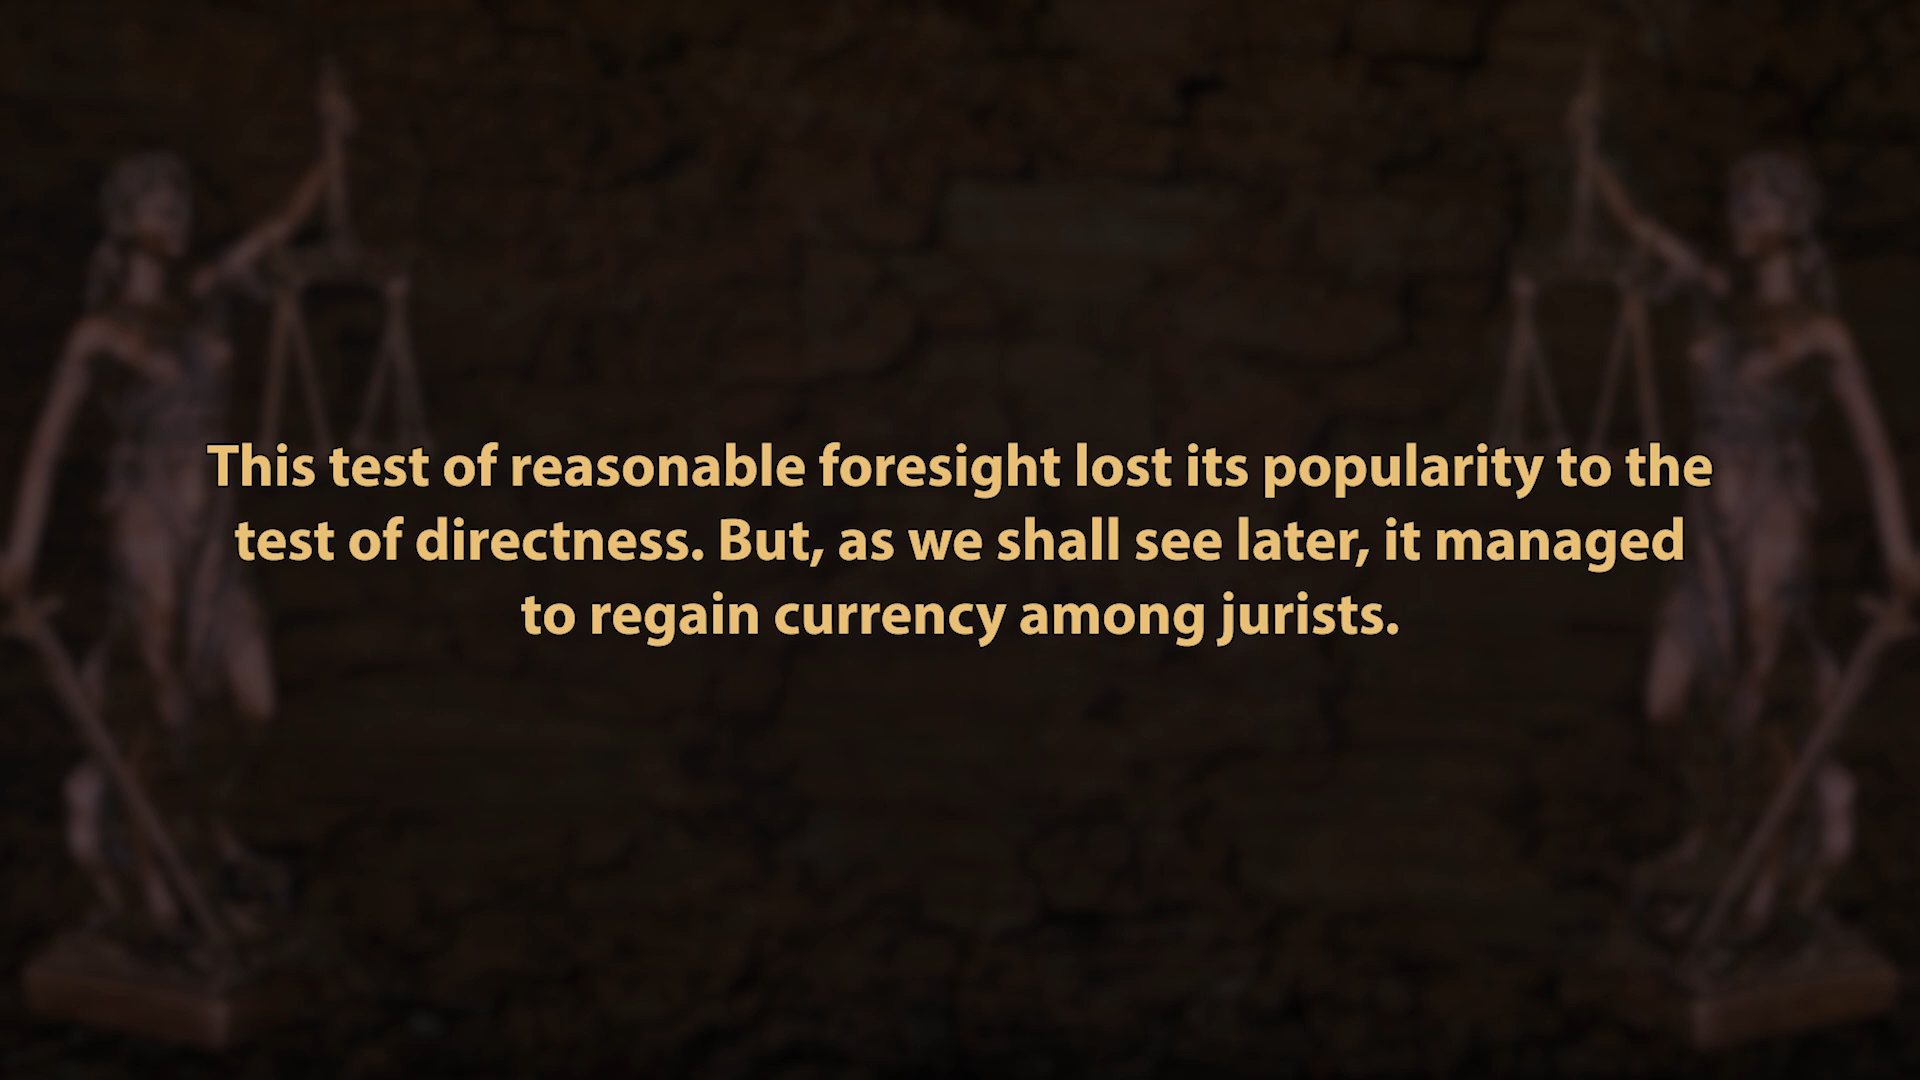 This test of reasonable foresight lost its popularity to the
test of directness. But, as we shall see later, it managed
to regain currency among jurists.